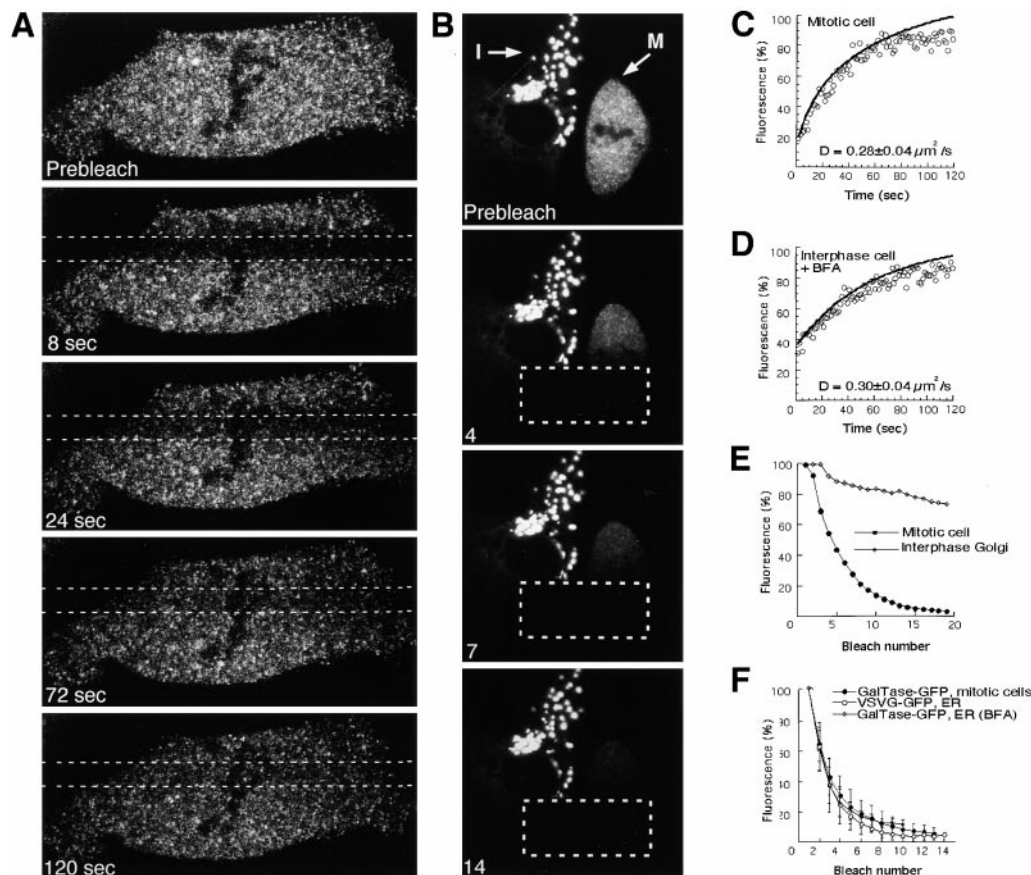 A
Prebleach
8 sec
24 sec
72 sec
120 sec
B
I
M
Prebleach
4
7
14
C
Mitotic cell
Fluorescence (%)
100
80
60
40
20
D = 0.28±0.04 μm²/s
0 20 40 60 80 100 120
Time (sec)
D
Interphase cell
+ BFA
Fluorescence (%)
100
80
60
40
20
D = 0.30±0.04 μm²/s
0 20 40 60 80 100 120
Time (sec)
E
Fluorescence (%)
100
80
60
40
20
Mitotic cell
Interphase Golgi
0 5 10 15 20
Bleach number
F
Fluorescence (%)
100
80
60
40
20
GalTase-GFP, mitotic cells
VSVG-GFP, ER
GalTase-GFP, ER (BFA)
0 2 4 6 8 10 12 14
Bleach number